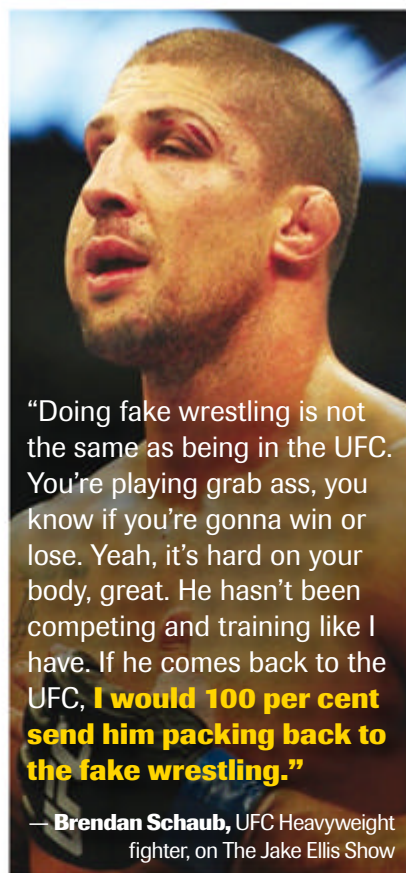 “Doing fake wrestling is not
the same as being in the UFC.
You’re playing grab ass, you
know if you’re gonna win or
lose. Yeah, it’s hard on your
body, great. He hasn’t been
competing and training like I
have. If he comes back to the
UFC, I would 100 per cent
send him packing back to
the fake wrestling.”
— Brendan Schaub, UFC Heavyweight
fighter, on The Jake Ellis Show
UFC